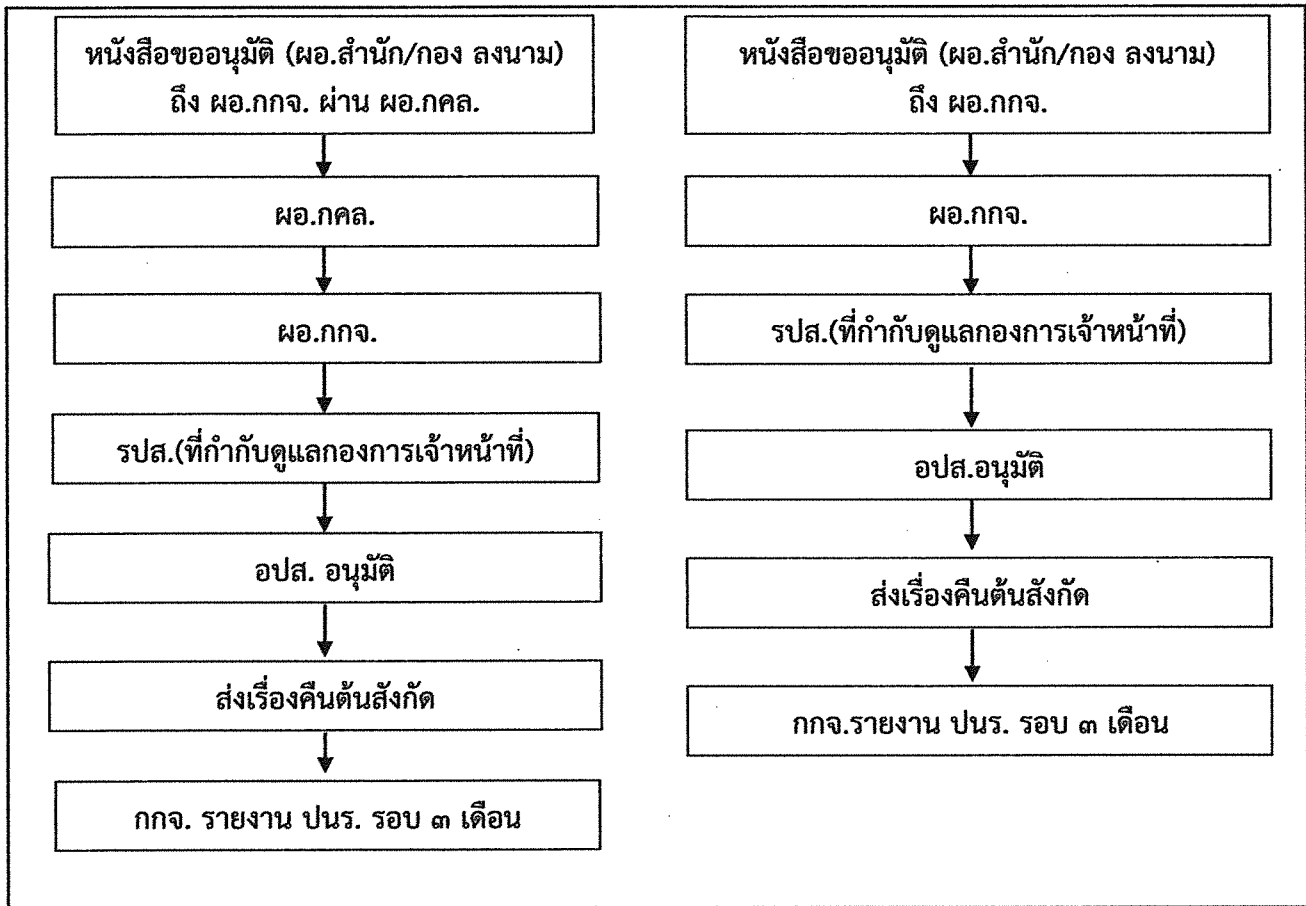 หนังสือขออนุมัติ (ผอ.สำนัก/กอง ลงนาม)
ถึง ผอ.กกจ. ผ่าน ผอ.กคล.
ผอ.กคล.
ผอ.กกจ.
รปส.(ที่กำกับดูแลกองการเจ้าหน้าที่)
อปส. อนุมัติ
ส่งเรื่องคืนต้นสังกัด
กกจ. รายงาน ปนร. รอบ ๓ เดือน
หนังสือขออนุมัติ (ผอ.สำนัก/กอง ลงนาม)
ถึง ผอ.กกจ.
ผอ.กกจ.
รปส.(ที่กำกับดูแลกองการเจ้าหน้าที่)
อปส.อนุมัติ
ส่งเรื่องคืนต้นสังกัด
กกจ.รายงาน ปนร. รอบ ๓ เดือน